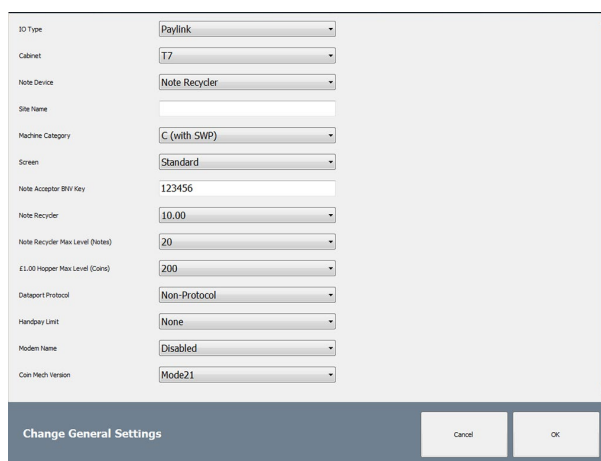 IO Type Paylink
Cabinet T7
Note Device Note Recycler
Site Name
Machine Category C (with SWP)
Screen Standard
Note Acceptor BNV Key 123456
Note Recycler 10.00
Note Recycler Max Level (Notes) 20
£1.00 Hopper Max Level (Coins) 200
Dataport Protocol Non-Protocol
Handpay Limit None
Modem Name Disabled
Coin Mech Version Mode21
Change General Settings Cancel OK